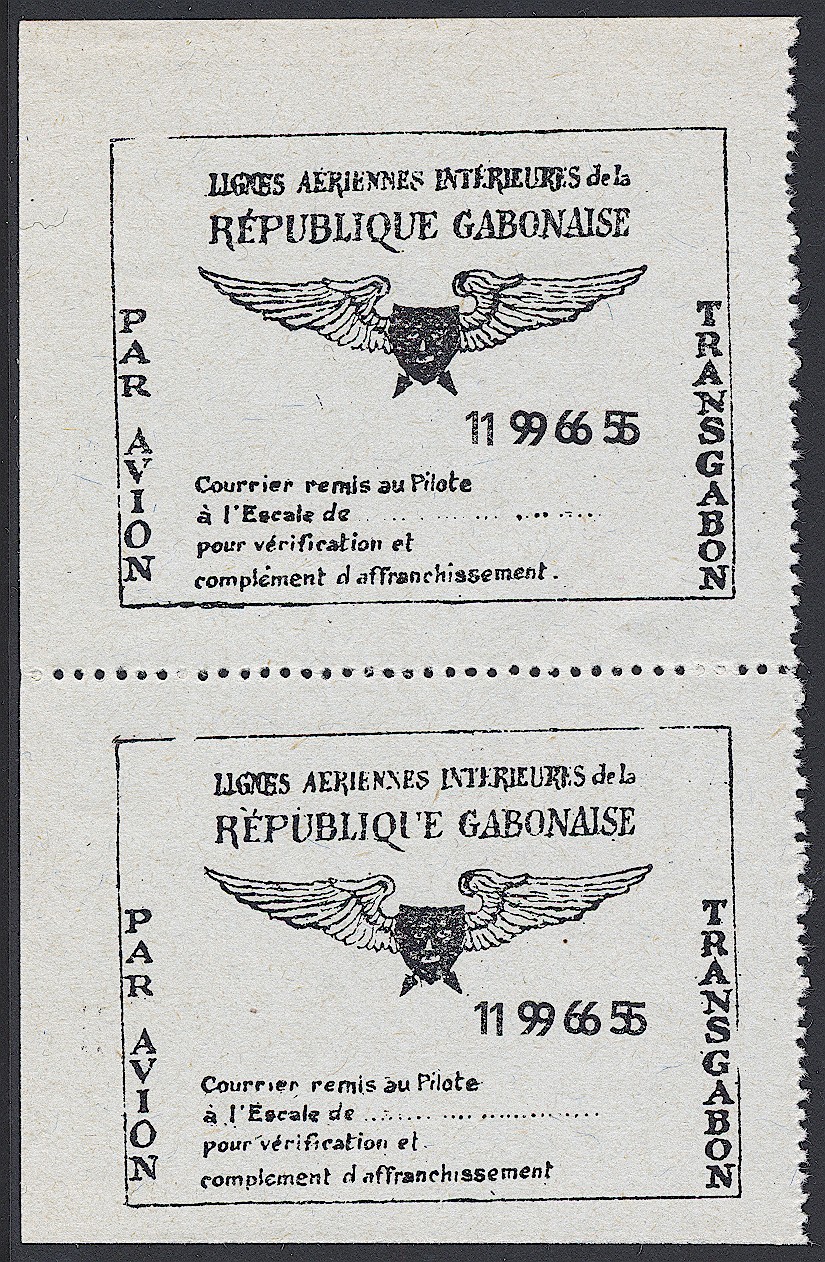 LIGNES AÉRIENNES INTÉRIEURES de la
RÉPUBLIQUE GABONAISE
PAR AVION
TRANSGABON
11 99 66 55
Courrier remis au Pilote
à l'Escale de ....................
pour vérification et
complément d affranchissement.
LIGNES AERIENNES INTERIEURES de la
RÉPUBLIQUE GABONAISE
PAR AVION
TRANSGABON
11 99 66 55
Courrier remis au Pilote
à l'Escale de ....................
pour vérification et
complement d affranchissement